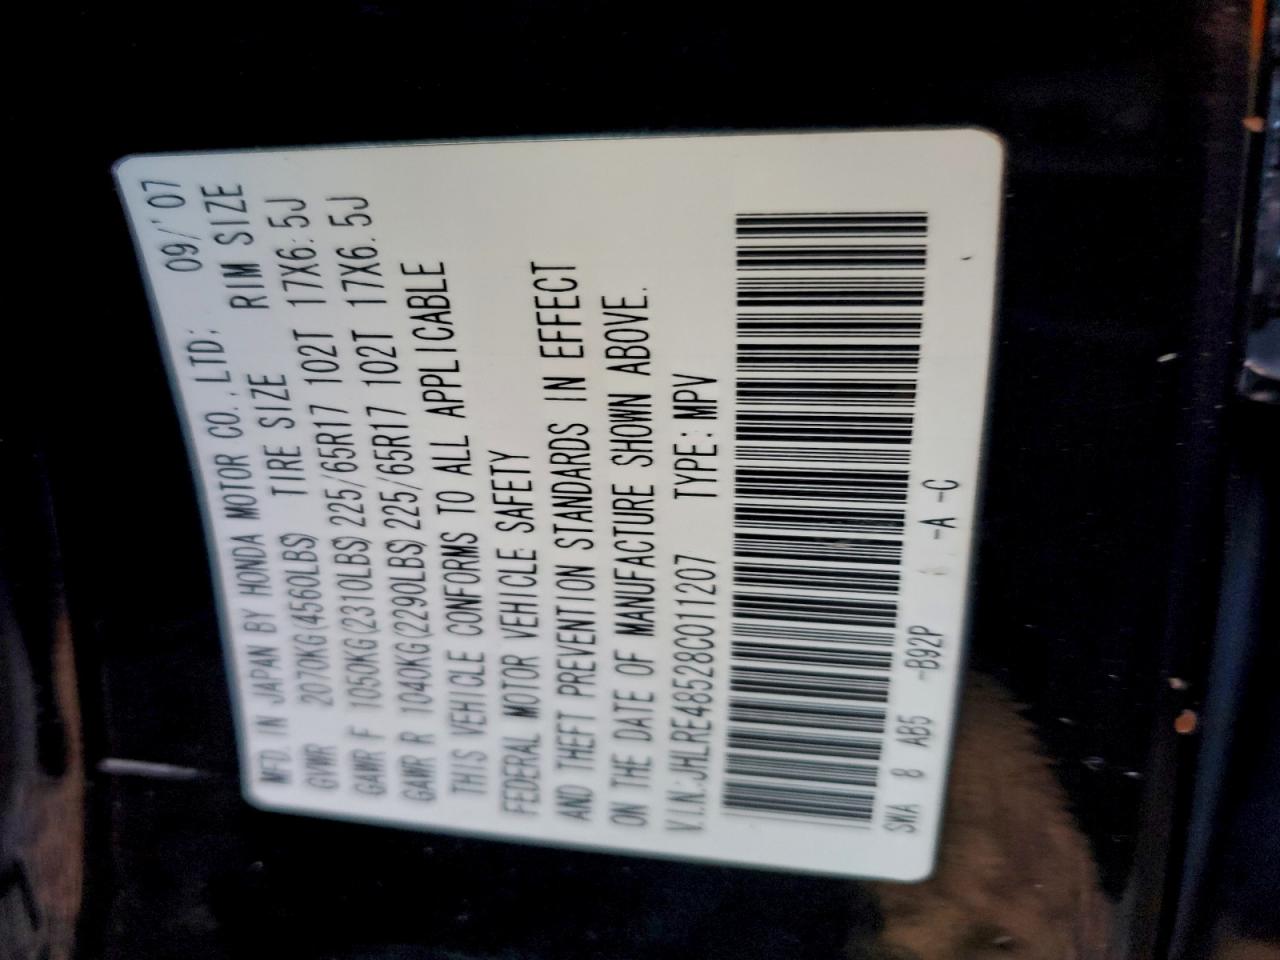 MFD. IN JAPAN BY HONDA MOTOR CO., LTD; 09/'07
GVWR 2070KG(4560LBS) TIRE SIZE RIM SIZE
GAWR F 1050KG(2310LBS) 225/65R17 102T 17X6.5J
GAWR R 1040KG(2290LBS) 225/65R17 102T 17X6.5J
THIS VEHICLE CONFORMS TO ALL APPLICABLE
FEDERAL MOTOR VEHICLE SAFETY
AND THEFT PREVENTION STANDARDS IN EFFECT
ON THE DATE OF MANUFACTURE SHOWN ABOVE.
V.I.N.:JHLRE48528C011207 TYPE: MPV
SWA 8 AB5 -B92P -A -C